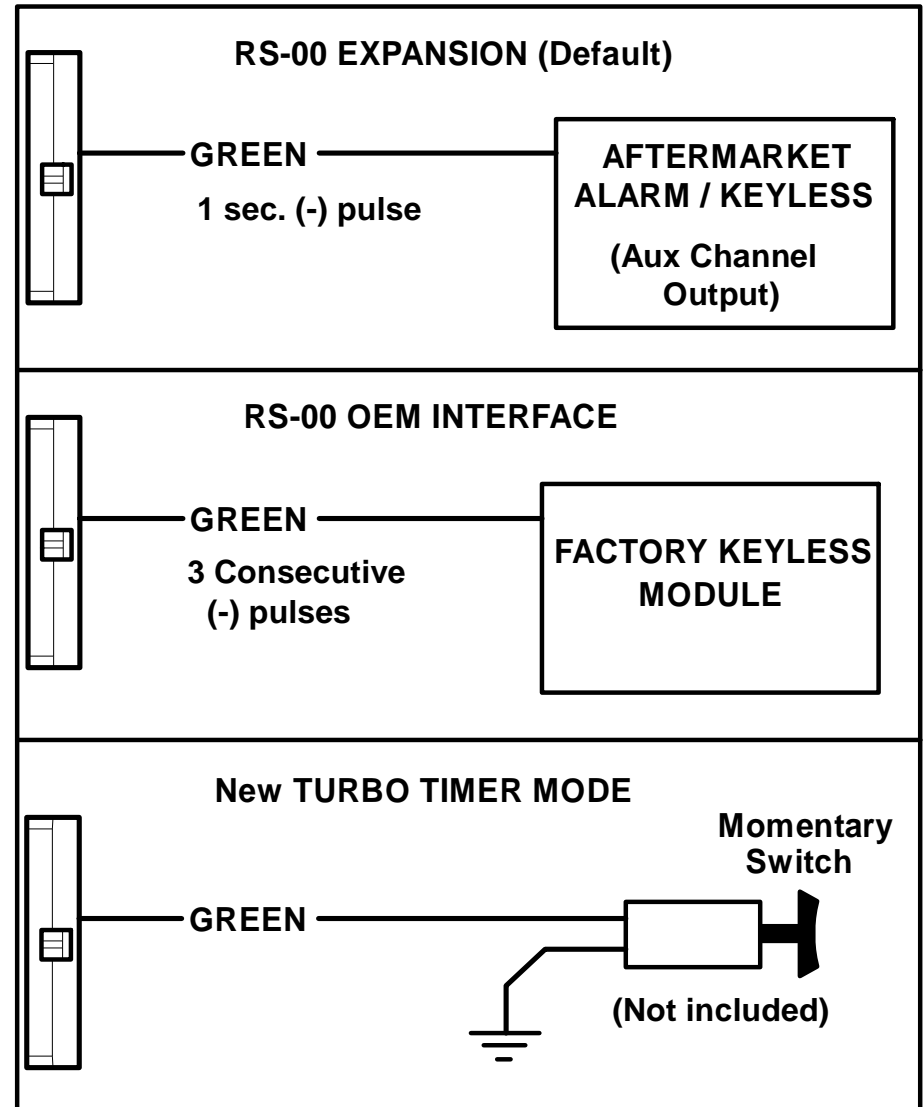 RS-00 EXPANSION (Default)
GREEN
1 sec. (-) pulse
AFTERMARKET
ALARM / KEYLESS
(Aux Channel
Output)
RS-00 OEM INTERFACE
GREEN
3 Consecutive
(-) pulses
FACTORY KEYLESS
MODULE
New TURBO TIMER MODE
Momentary
Switch
GREEN
(Not included)